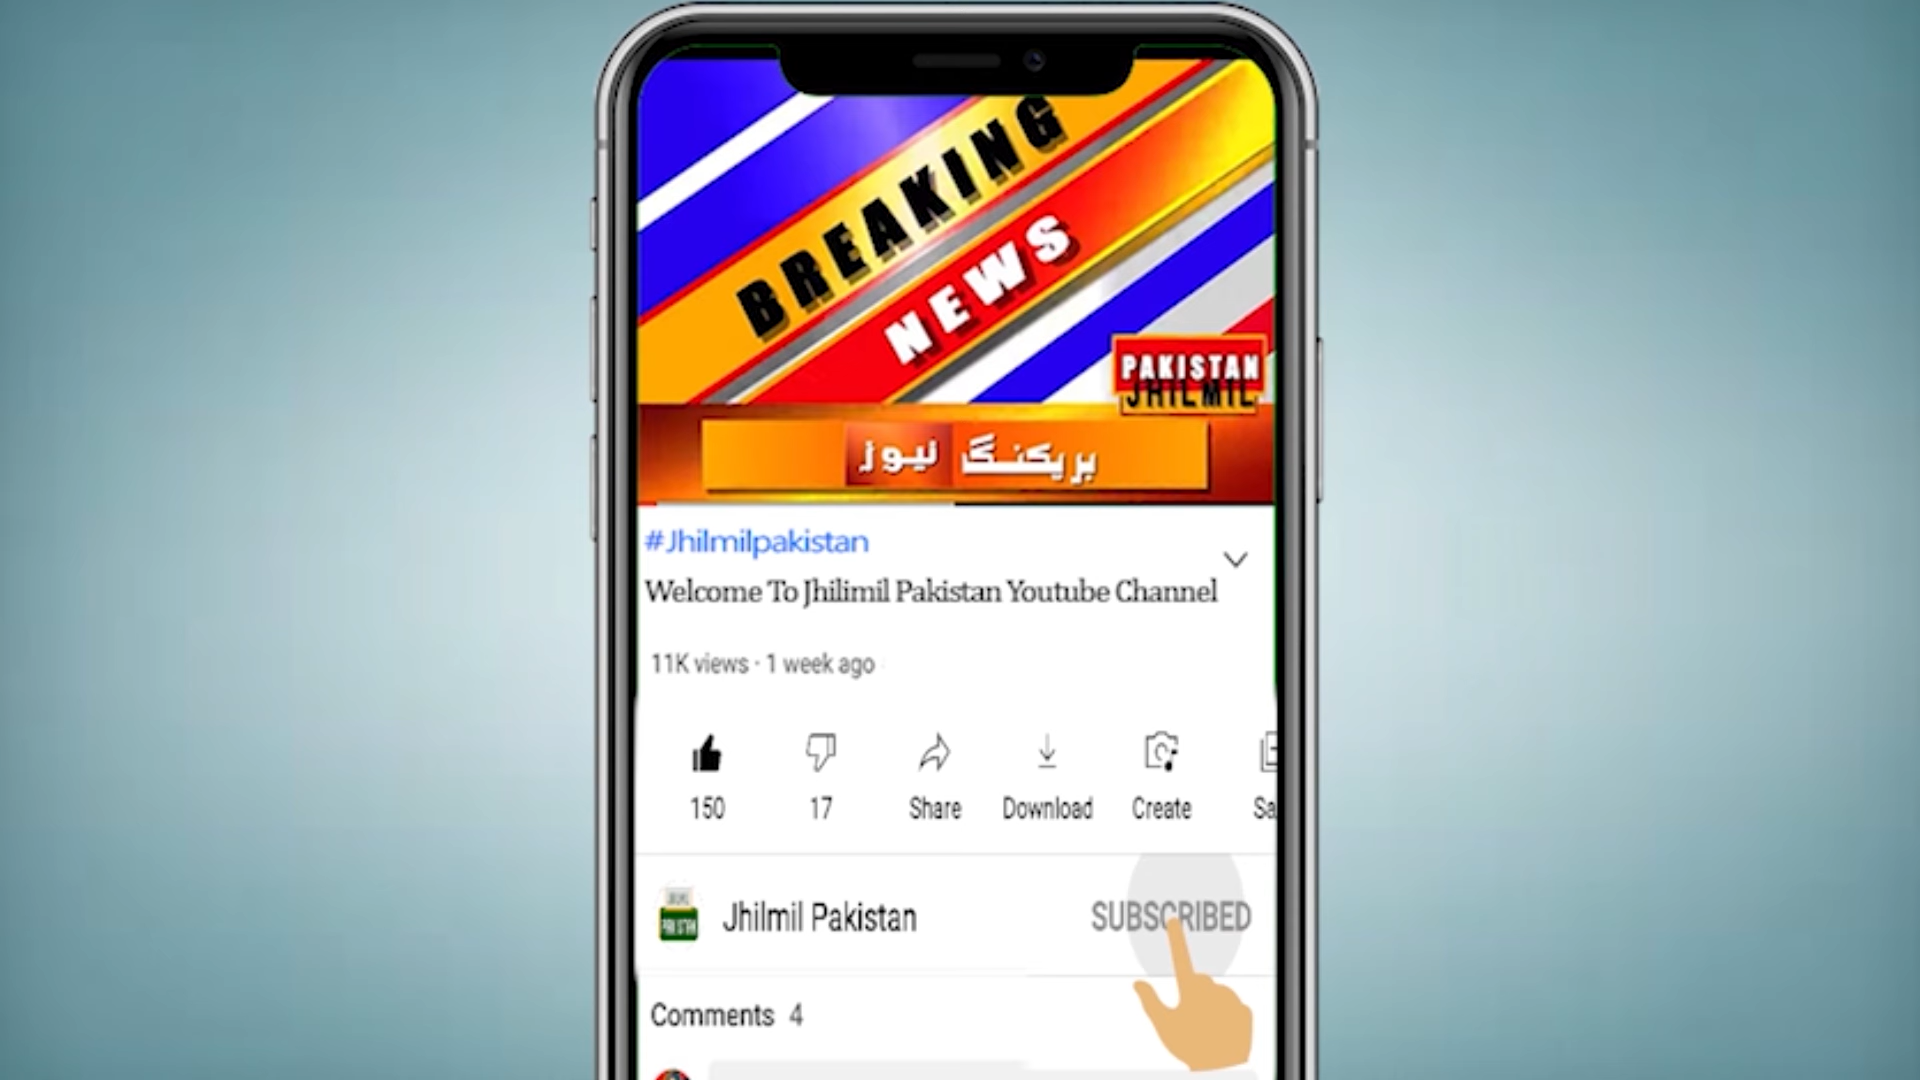 BREAKING
NEWS
PAKISTAN
JHILMIL
بریکنگ نیوز
#Jhilmilpakistan
Welcome To Jhilimil Pakistan Youtube Channel
11K views · 1 week ago
150
17
Share
Download
Create
Sa
Jhilmil Pakistan
SUBSCRIBED
Comments 4